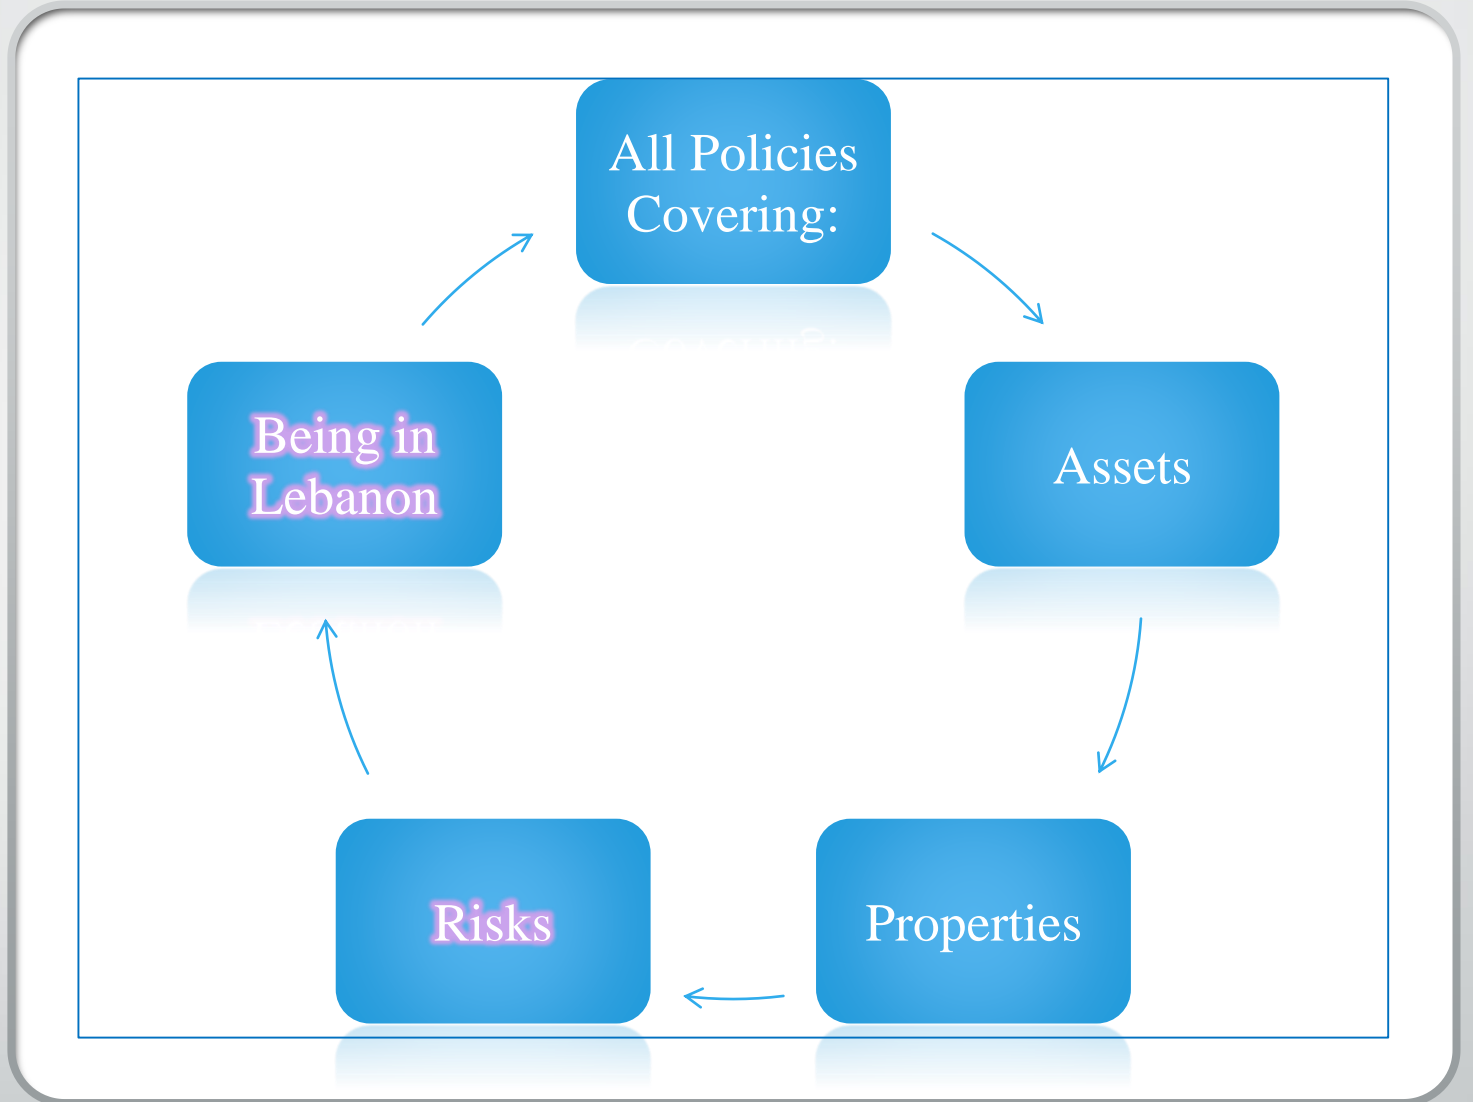 All Policies
Covering:
Assets
Properties
Risks
Being in
Lebanon